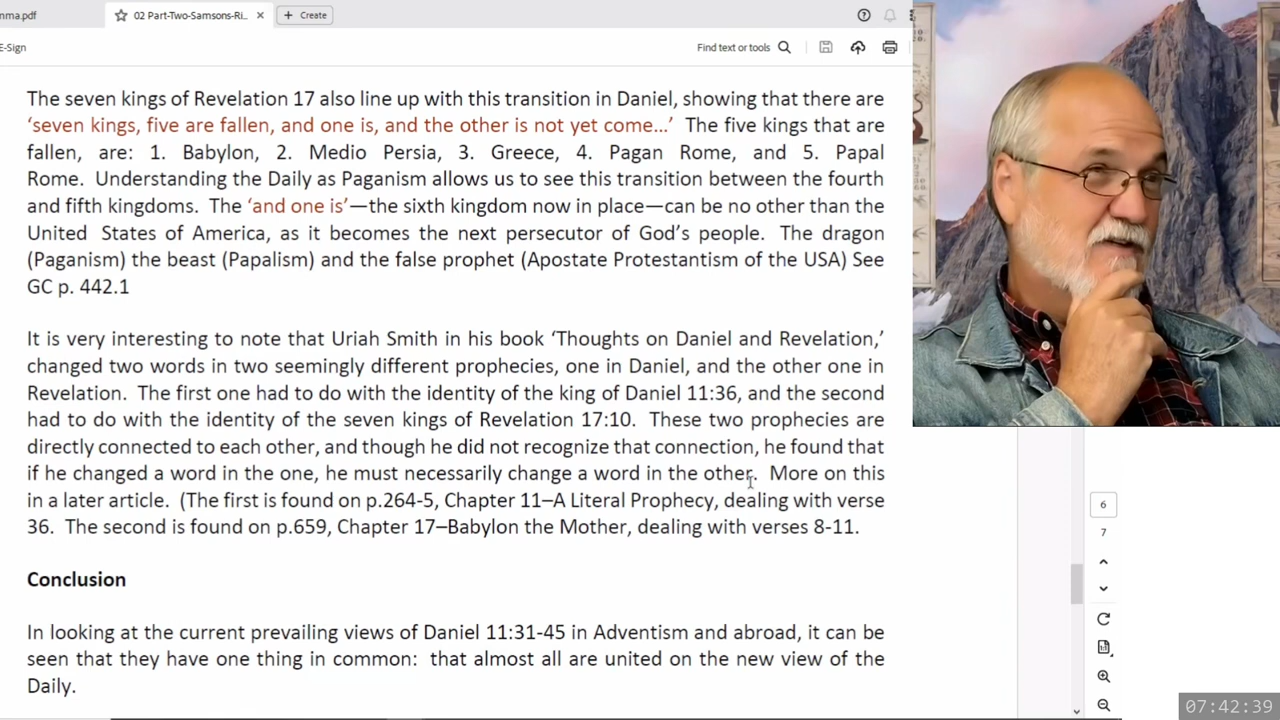 mma.pdf
02 Part-Two-Samsons-Ri...
Create
E-Sign
Find text or tools
The seven kings of Revelation 17 also line up with this transition in Daniel, showing that there are
‘seven kings, five are fallen, and one is, and the other is not yet come…’ The five kings that are
fallen, are: 1. Babylon, 2. Medio Persia, 3. Greece, 4. Pagan Rome, and 5. Papal
Rome. Understanding the Daily as Paganism allows us to see this transition between the fourth
and fifth kingdoms. The ‘and one is’—the sixth kingdom now in place—can be no other than the
United States of America, as it becomes the next persecutor of God’s people. The dragon
(Paganism) the beast (Papalism) and the false prophet (Apostate Protestantism of the USA) See
GC p. 442.1
It is very interesting to note that Uriah Smith in his book ‘Thoughts on Daniel and Revelation,’
changed two words in two seemingly different prophecies, one in Daniel, and the other one in
Revelation. The first one had to do with the identity of the king of Daniel 11:36, and the second
had to do with the identity of the seven kings of Revelation 17:10. These two prophecies are
directly connected to each other, and though he did not recognize that connection, he found that
if he changed a word in the one, he must necessarily change a word in the other. More on this
in a later article. (The first is found on p.264-5, Chapter 11–A Literal Prophecy, dealing with verse
36. The second is found on p.659, Chapter 17–Babylon the Mother, dealing with verses 8-11.
Conclusion
In looking at the current prevailing views of Daniel 11:31-45 in Adventism and abroad, it can be
seen that they have one thing in common: that almost all are united on the new view of the
Daily.
6
7
07:42:39